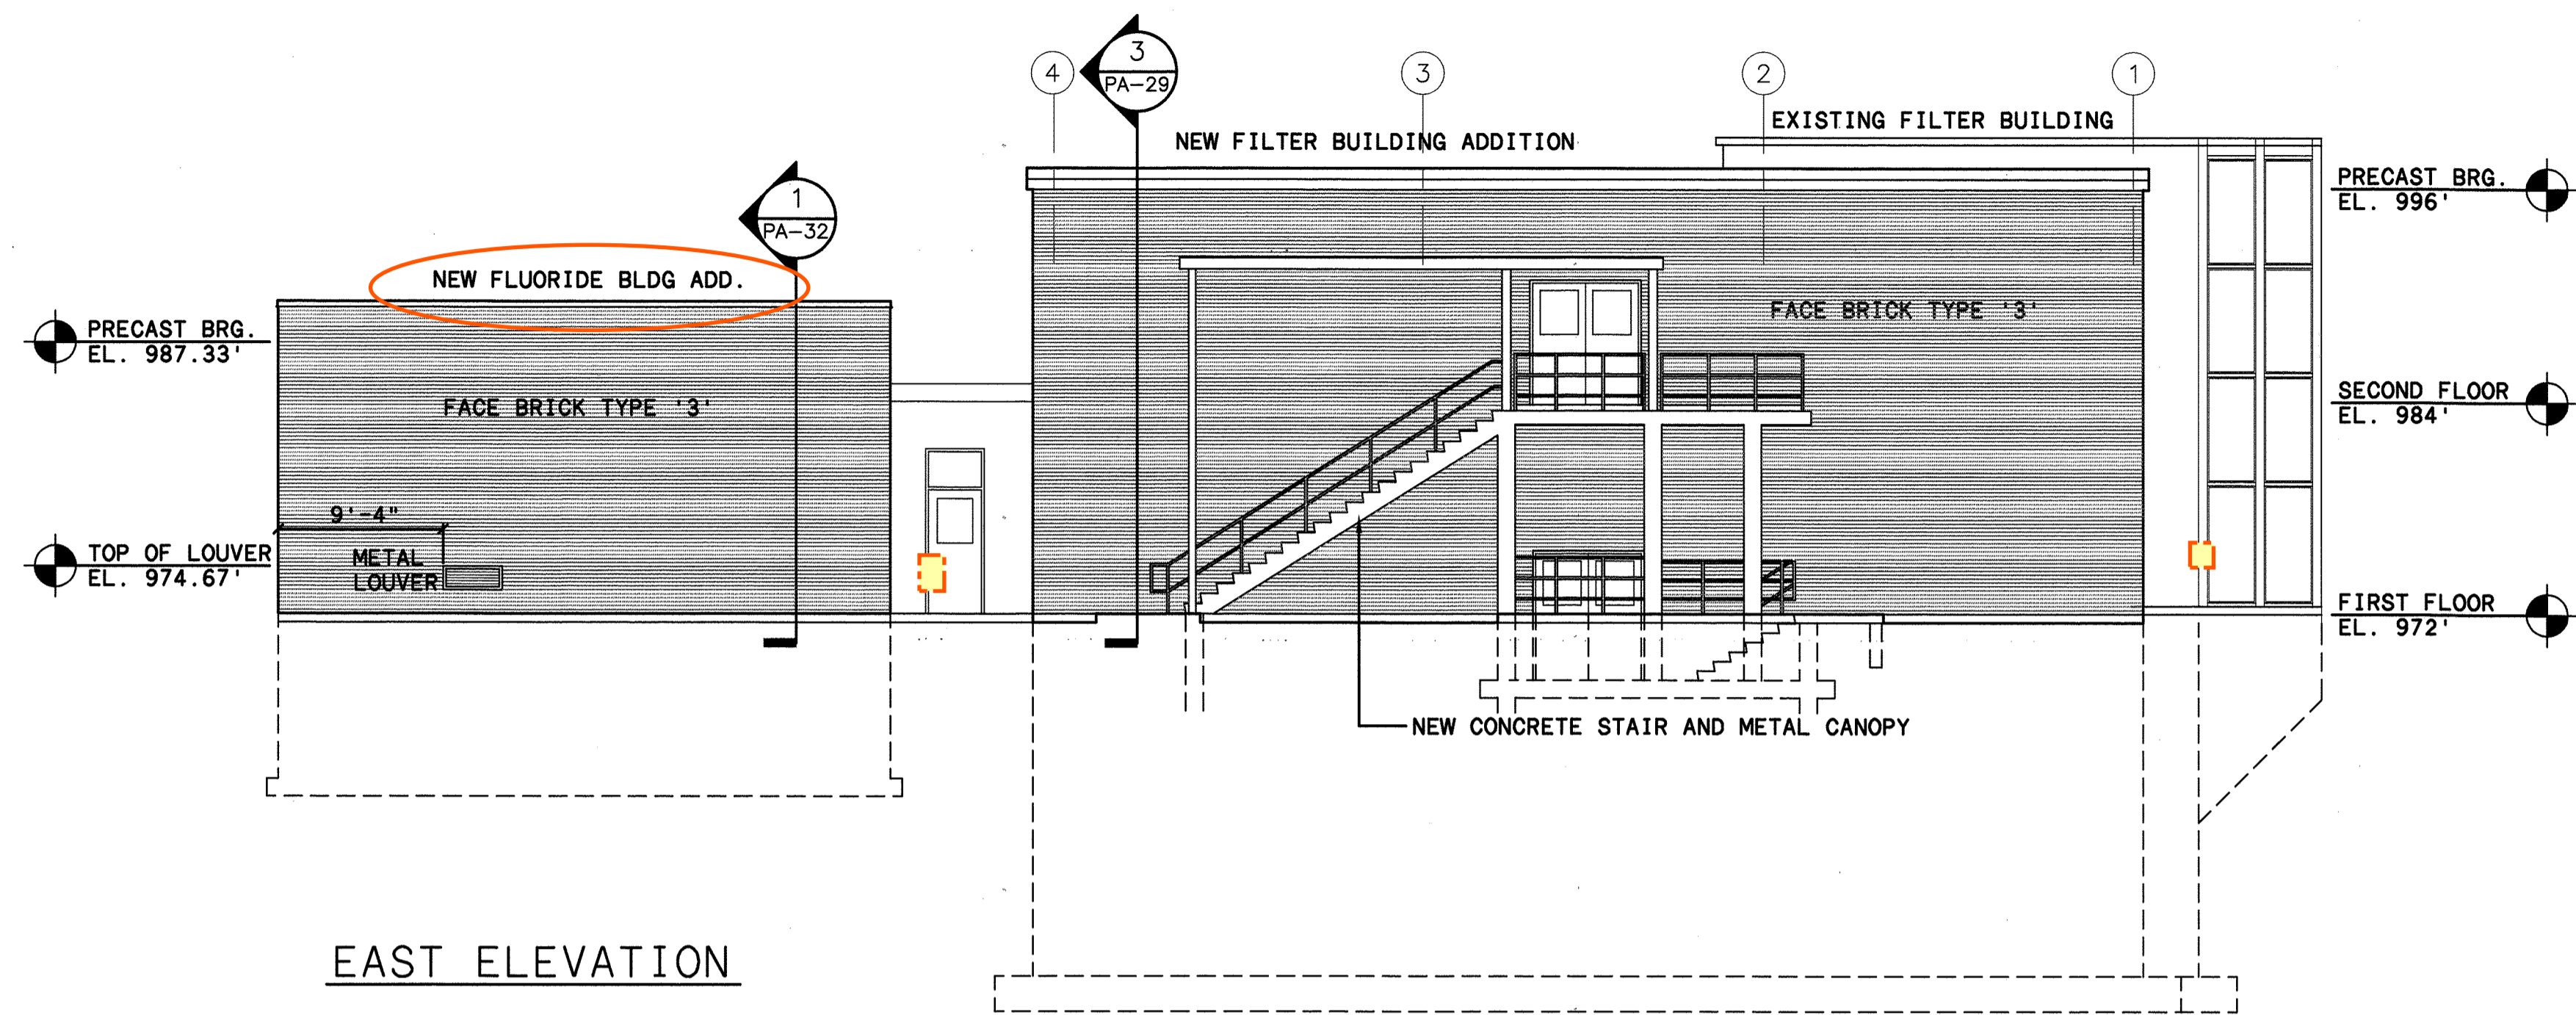 3
PA-29
4
3
2
1
EXISTING FILTER BUILDING
NEW FILTER BUILDING ADDITION
1
PA-32
NEW FLUORIDE BLDG ADD.
PRECAST BRG.
EL. 996'
PRECAST BRG.
EL. 987.33'
FACE BRICK TYPE '3'
FACE BRICK TYPE '3'
SECOND FLOOR
EL. 984'
9'-4"
METAL
LOUVER
TOP OF LOUVER
EL. 974.67'
FIRST FLOOR
EL. 972'
NEW CONCRETE STAIR AND METAL CANOPY
EAST ELEVATION